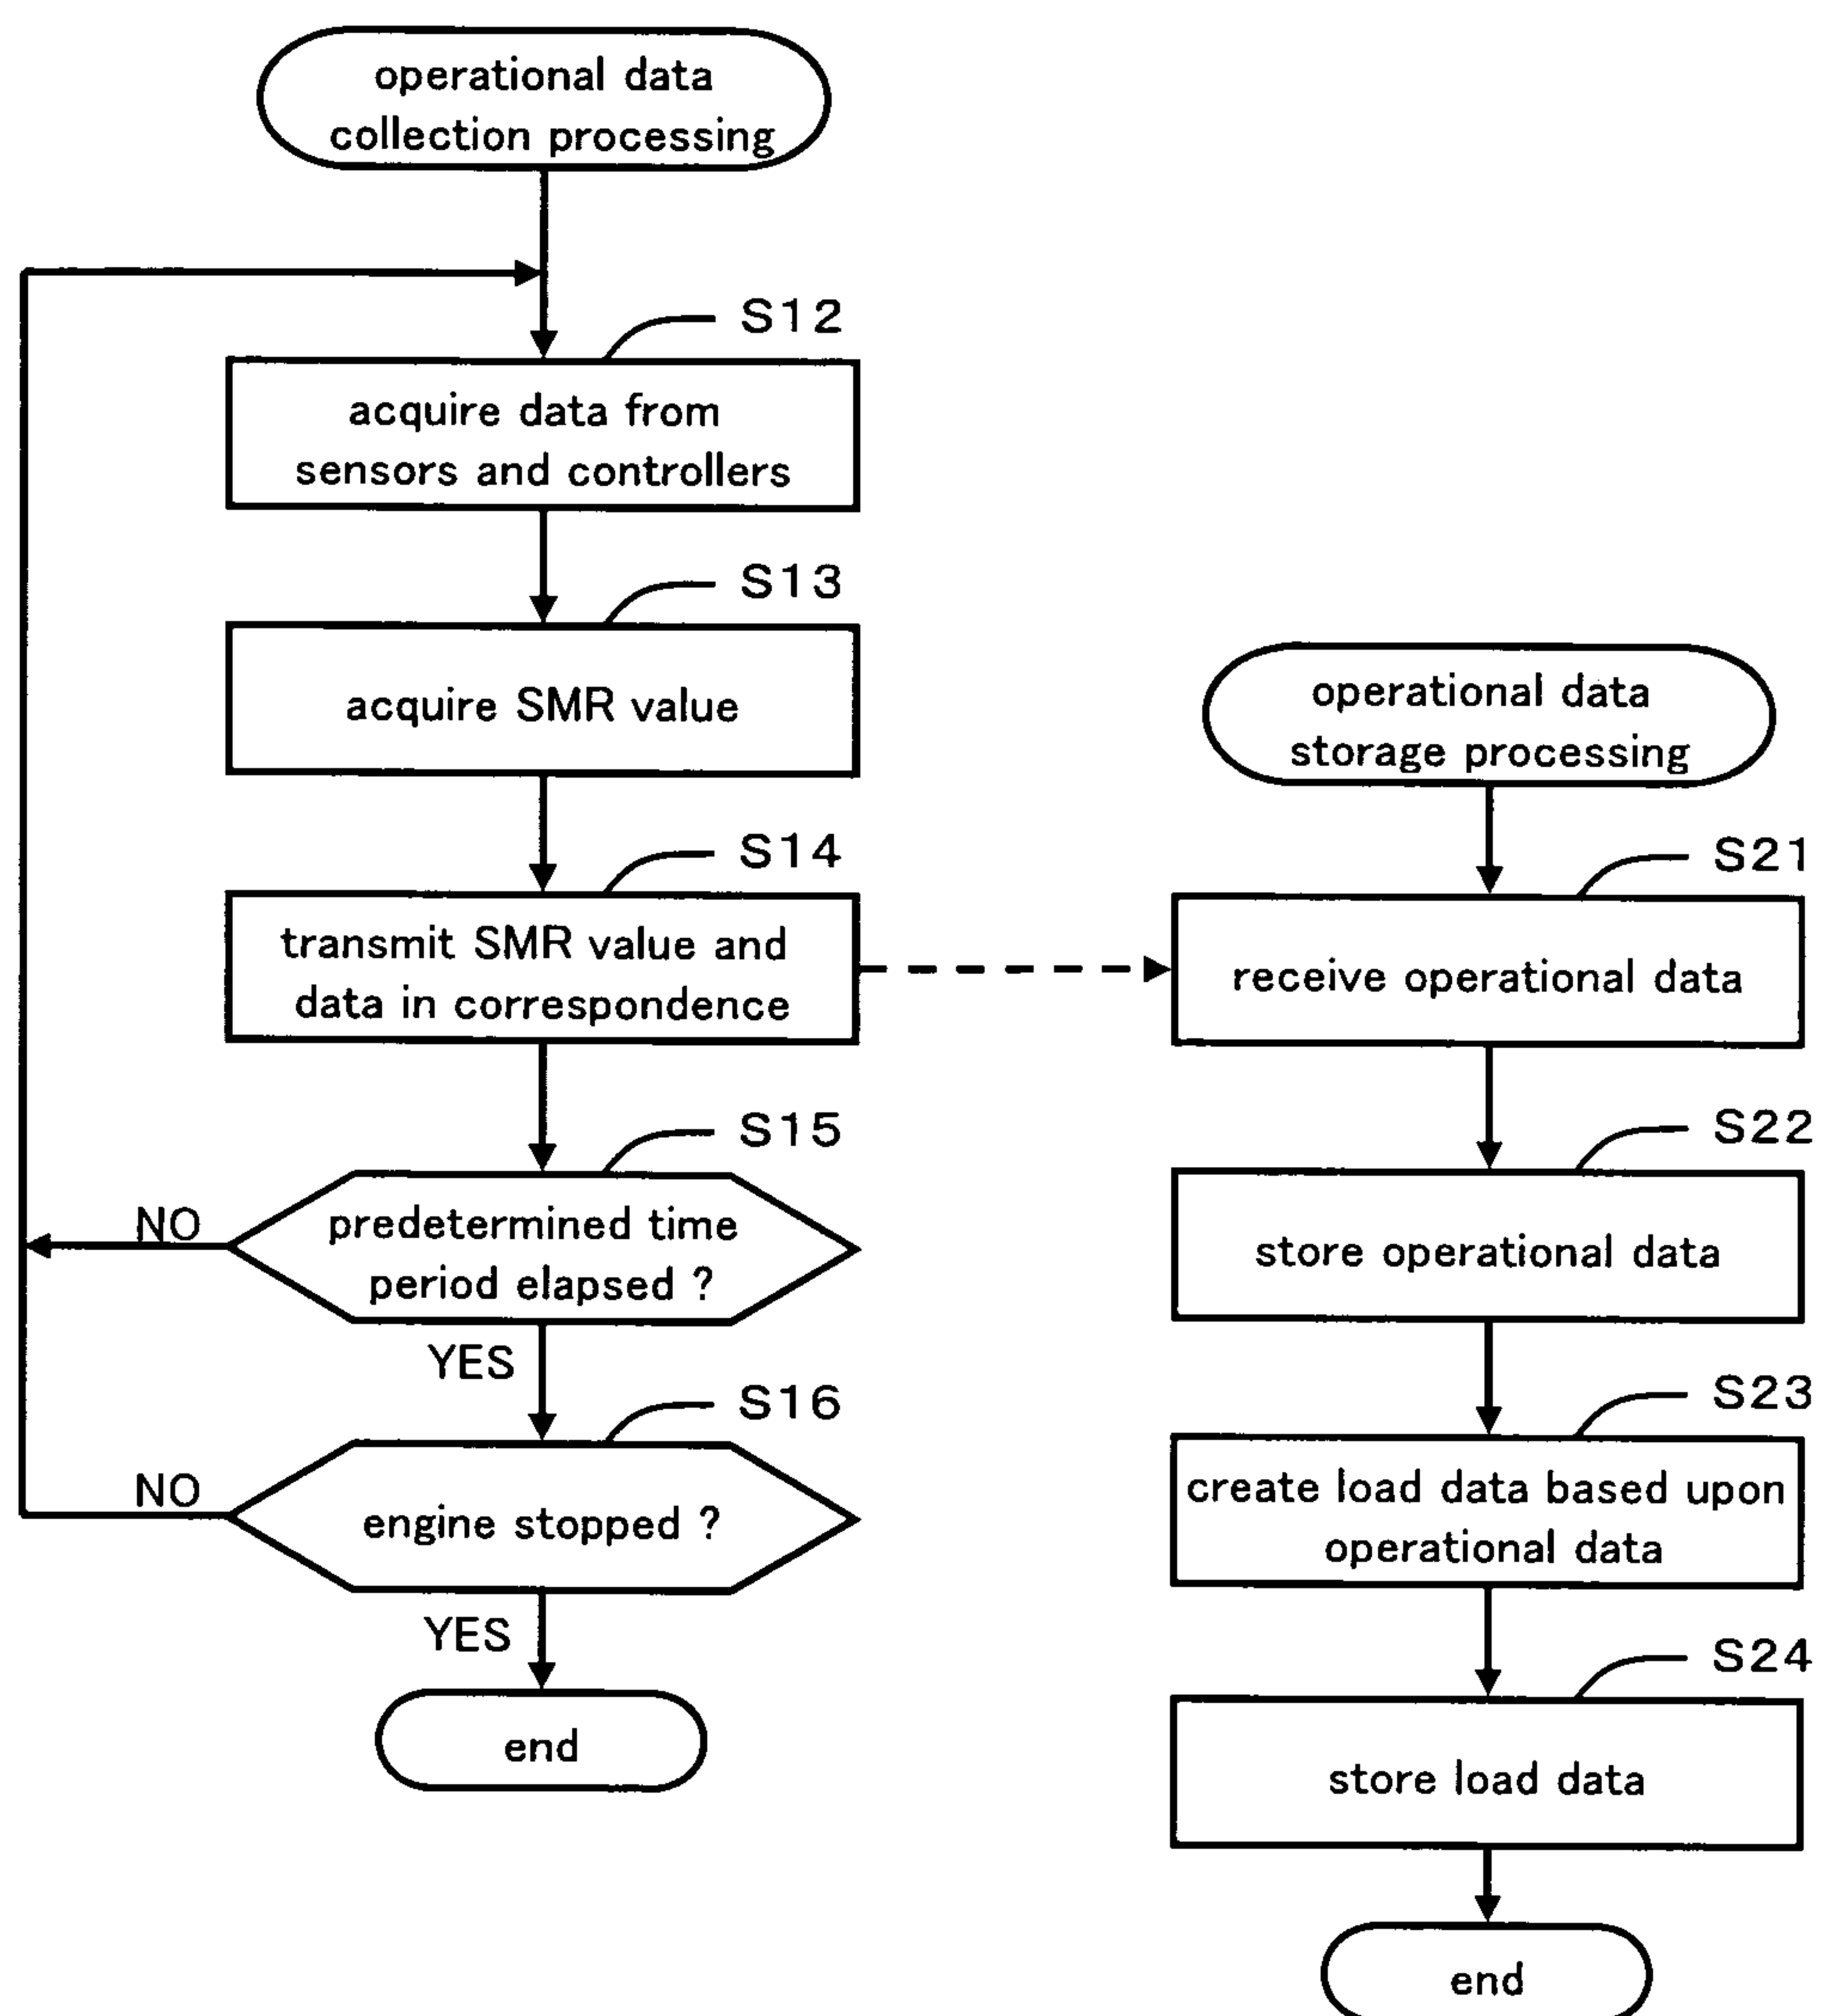 operational data
collection processing
S12
acquire data from
sensors and controllers
S13
acquire SMR value
S14
transmit SMR value and
data in correspondence
S15
predetermined time
period elapsed ?
NO
YES
S16
engine stopped ?
NO
YES
end
operational data
storage processing
S21
receive operational data
S22
store operational data
S23
create load data based upon
operational data
S24
store load data
end